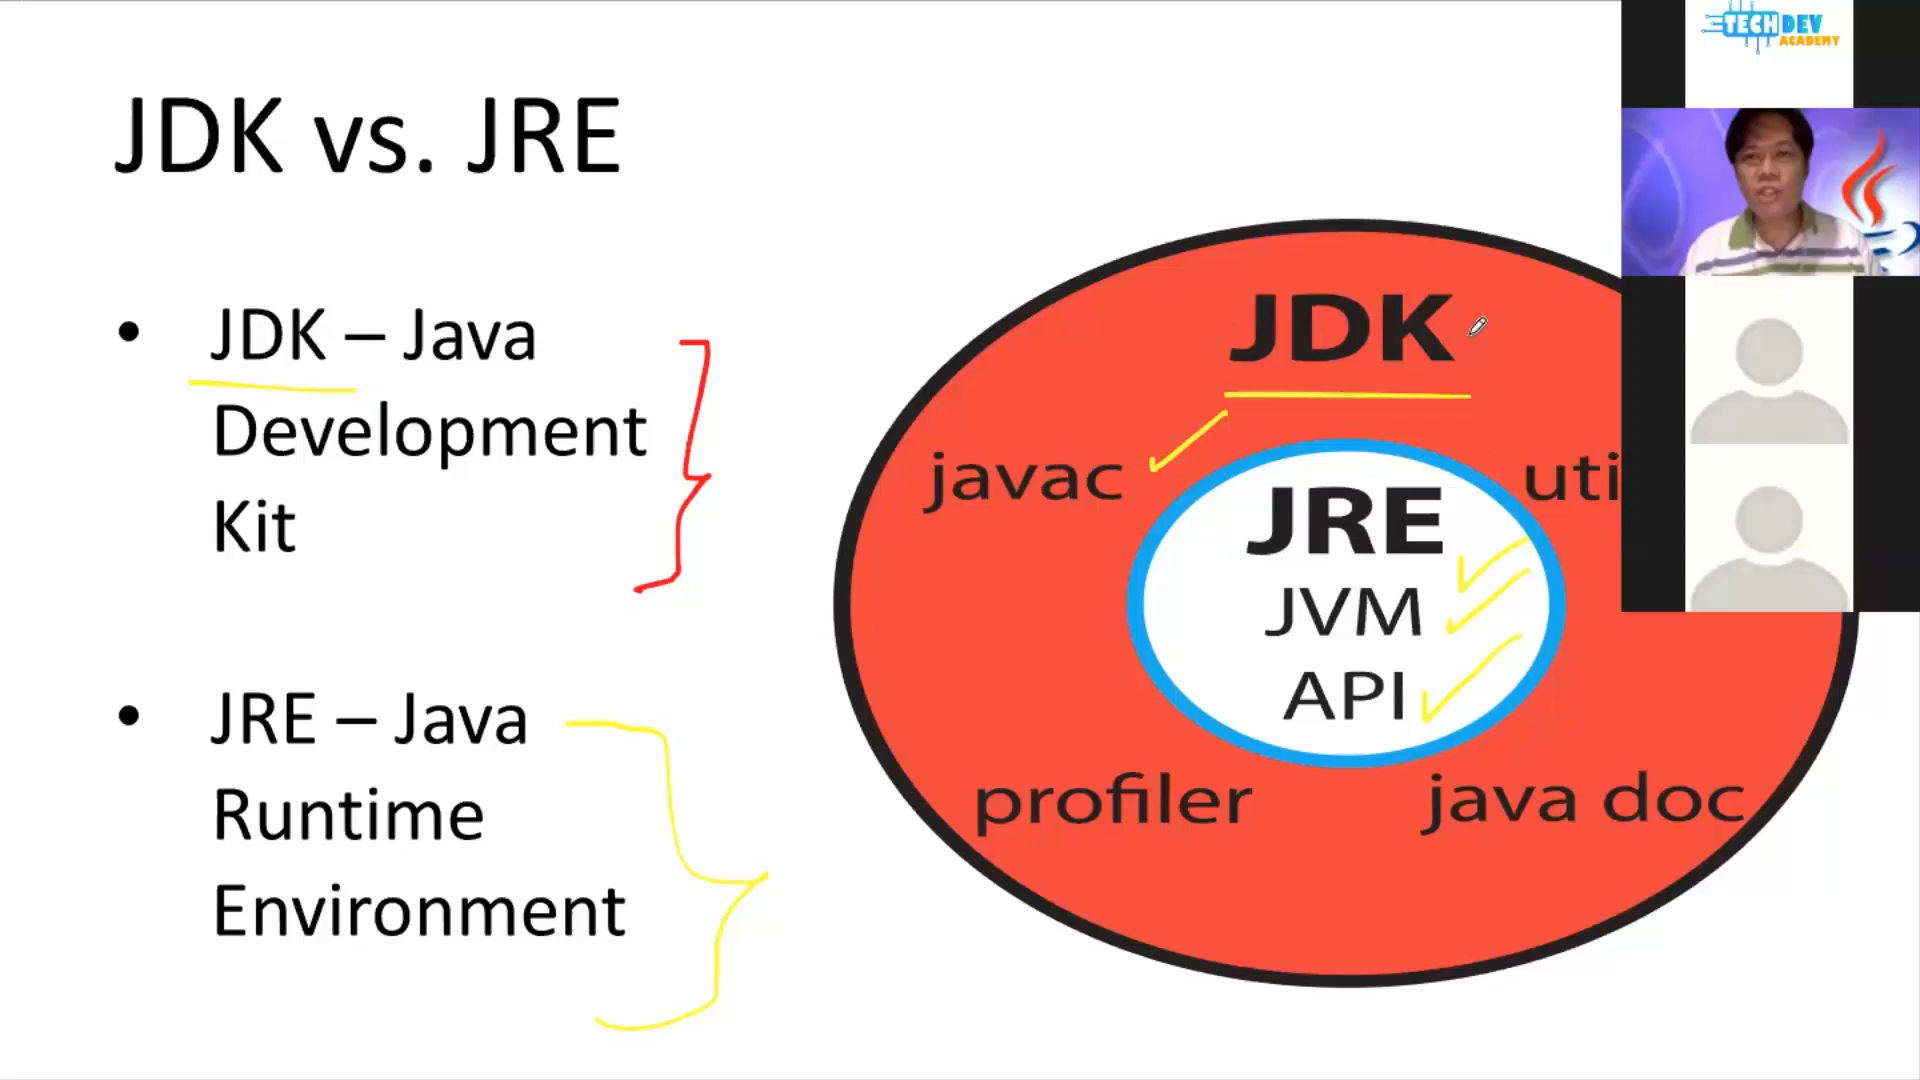 JDK vs. JRE
JDK – Java
Development
Kit
JRE – Java
Runtime
Environment
JDK
javac
uti
JRE
JVM
API
profiler
java doc
TECHDEV
ACADEMY